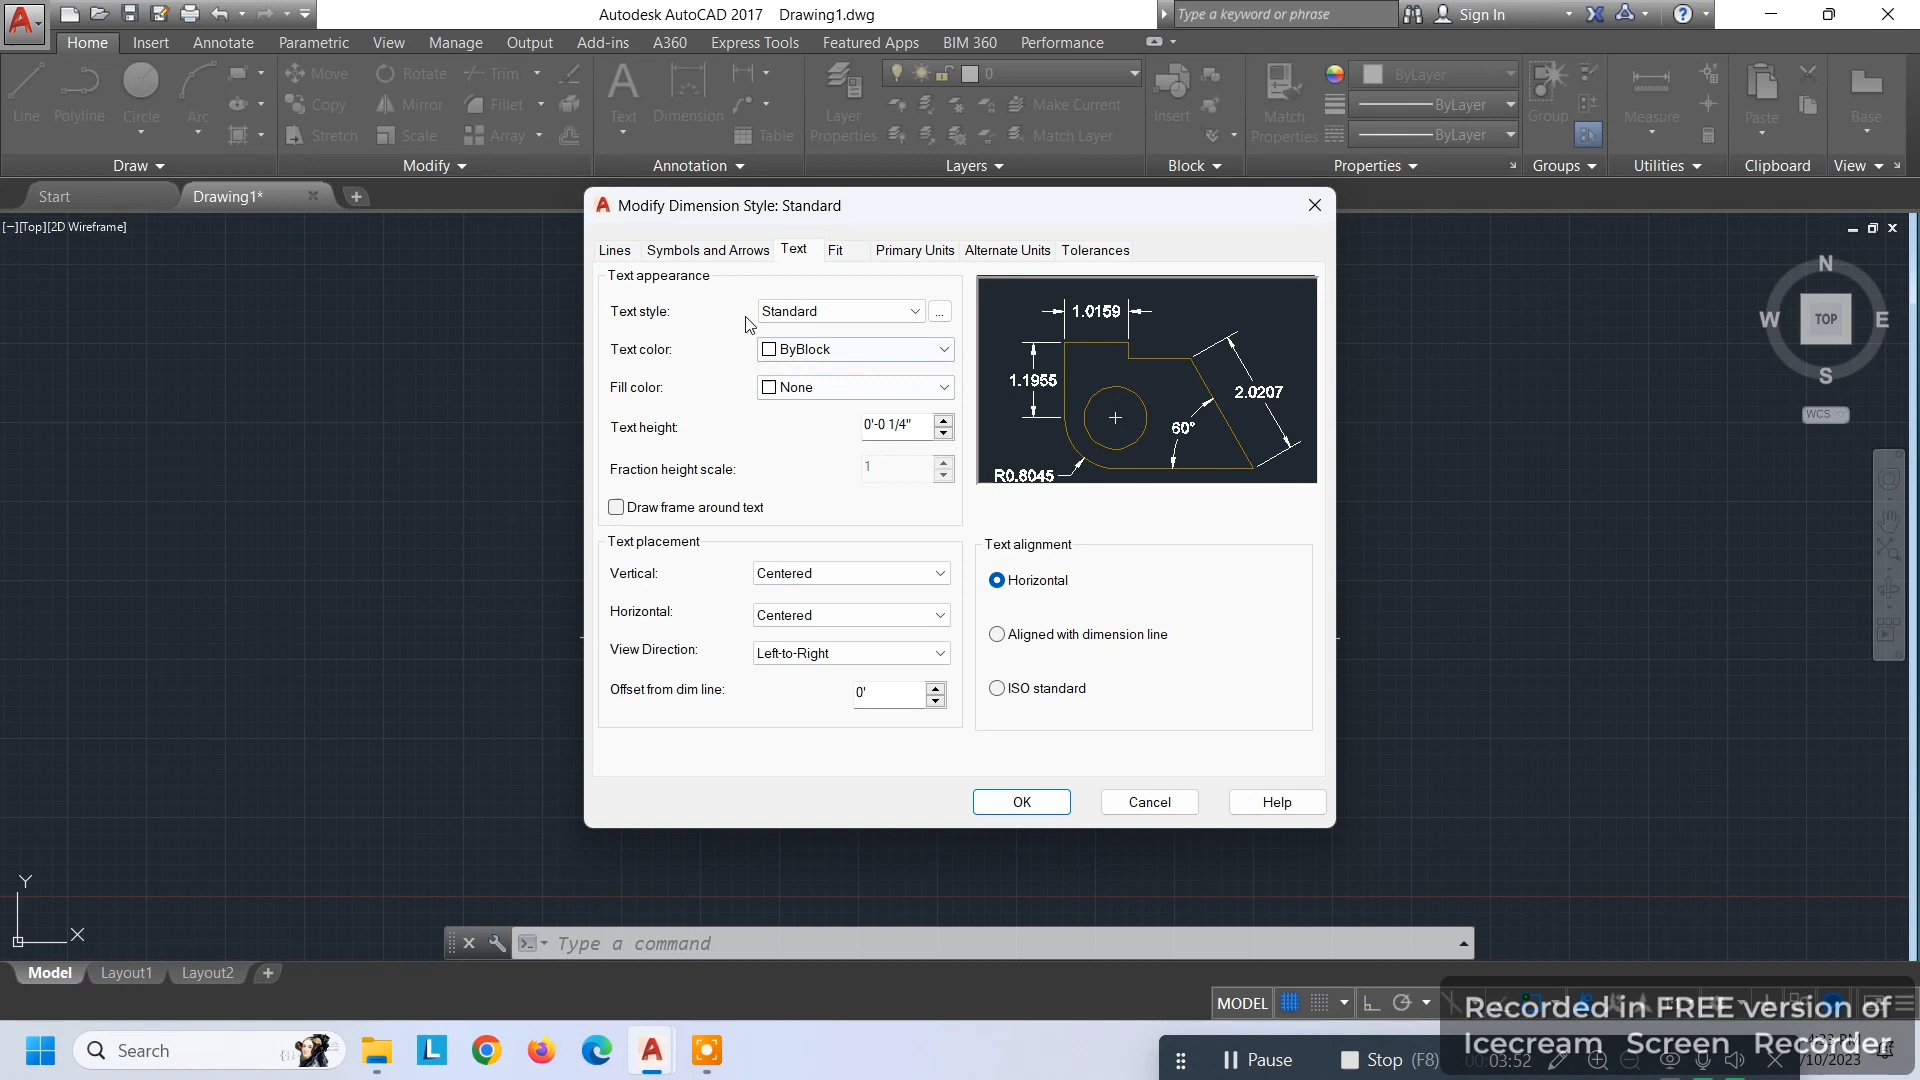 Autodesk AutoCAD 2017 Drawing1.dwg
Type a keyword or phrase
Sign In
Home Insert Annotate Parametric View Manage Output Add-ins A360 Express Tools Featured Apps BIM 360 Performance
Line Polyline Circle Arc
Move Rotate Trim
Copy Mirror Fillet
Stretch Scale Array
Text Dimension Table
Layer Properties
0
Make Current
Match Layer
Insert
Match Properties
ByLayer
ByLayer
ByLayer
Group Measure Paste Base
Draw Modify Annotation Layers Block Properties Groups Utilities Clipboard View
Start Drawing1*
[−][Top][2D Wireframe]
Modify Dimension Style: Standard
Lines Symbols and Arrows Text Fit Primary Units Alternate Units Tolerances
Text appearance
Text style: Standard ...
Text color: ByBlock
Fill color: None
Text height: 0'-0 1/4"
Fraction height scale: 1
Draw frame around text
1.0159
1.1955
2.0207
60°
R0.8045
Text placement
Vertical: Centered
Horizontal: Centered
View Direction: Left-to-Right
Offset from dim line: 0'
Text alignment
Horizontal
Aligned with dimension line
ISO standard
OK Cancel Help
N
W TOP E
S
WCS
Y
X
Type a command
Model Layout1 Layout2
MODEL
Recorded in FREE version of
Icecream Screen Recorder
Search
Pause Stop (F8) 00:03:52